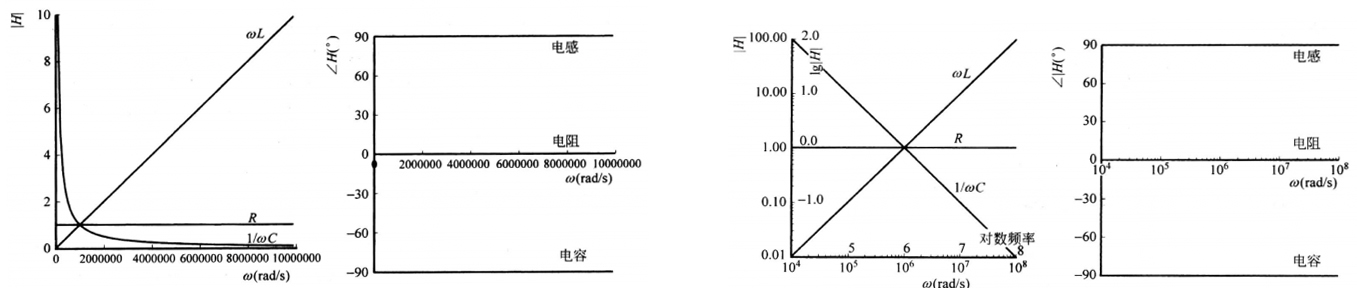 |H|
10
8
6
4
2
0
ωL
R
1/ωC
0 2000000 4000000 6000000 8000000 10000000
ω(rad/s)
∠H(°)
90
60
30
0
−30
−60
−90
电感
电阻
0 2000000 4000000 6000000 8000000 10000000
ω(rad/s)
电容
|H|
100.00
10.00
1.00
0.10
0.01
2.0
lg|H|
1.0
0.0
−1.0
ωL
R
1/ωC
对数频率
5 6 7 8
10⁴ 10⁵ 10⁶ 10⁷ 10⁸
ω(rad/s)
∠|H(°)
90
60
30
0
−30
−60
−90
电感
电阻
10⁴ 10⁵ 10⁶ 10⁷ 10⁸
ω(rad/s)
电容